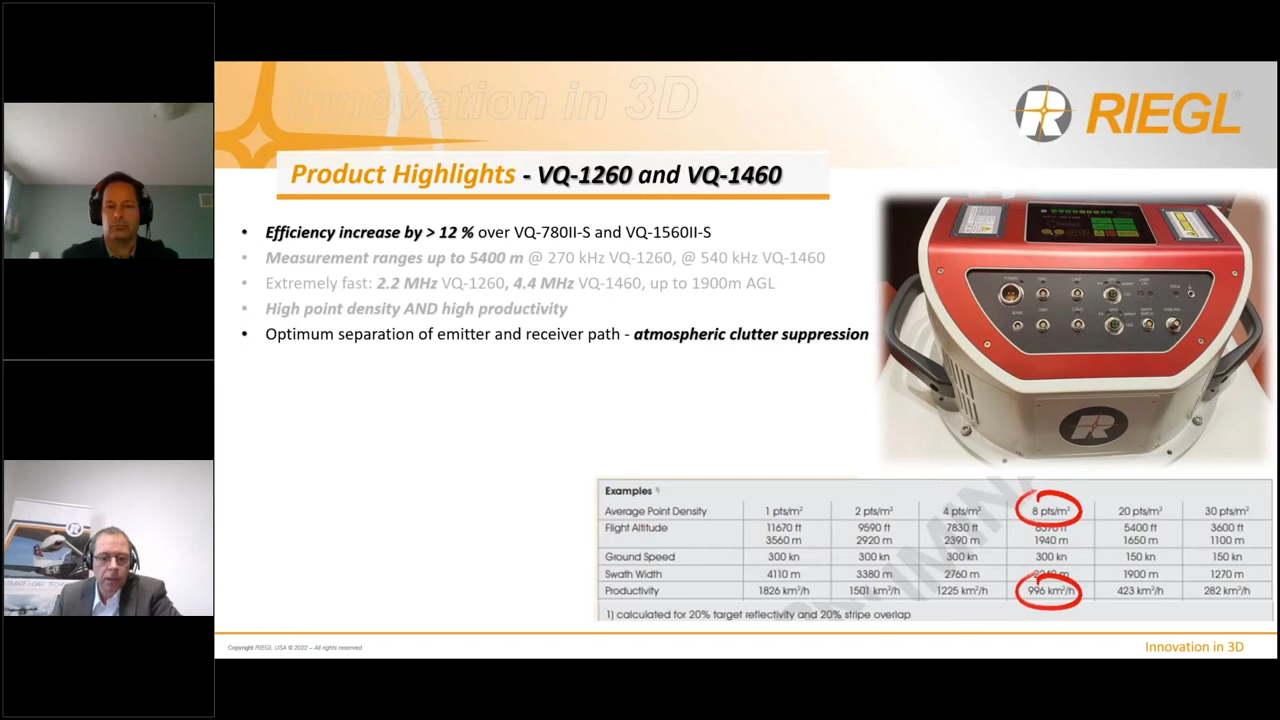 Innovation in 3D
RIEGL®
Product Highlights - VQ-1260 and VQ-1460
• Efficiency increase by > 12 % over VQ-780II-S and VQ-1560II-S
• Measurement ranges up to 5400 m @ 270 kHz VQ-1260, @ 540 kHz VQ-1460
• Extremely fast: 2.2 MHz VQ-1260, 4.4 MHz VQ-1460, up to 1900m AGL
• High point density AND high productivity
• Optimum separation of emitter and receiver path - atmospheric clutter suppression
Examples 1)
Average Point Density 1 pts/m² 2 pts/m² 4 pts/m² 8 pts/m² 20 pts/m² 30 pts/m²
Flight Altitude 11670 ft 9590 ft 7830 ft 6370 ft 5400 ft 3600 ft
3560 m 2920 m 2390 m 1940 m 1650 m 1100 m
Ground Speed 300 kn 300 kn 300 kn 300 kn 150 kn 150 kn
Swath Width 4110 m 3380 m 2760 m 2240 m 1900 m 1270 m
Productivity 1826 km²/h 1501 km²/h 1225 km²/h 996 km²/h 423 km²/h 282 km²/h
1) calculated for 20% target reflectivity and 20% stripe overlap
Copyright RIEGL USA © 2022 – All rights reserved.
Innovation in 3D